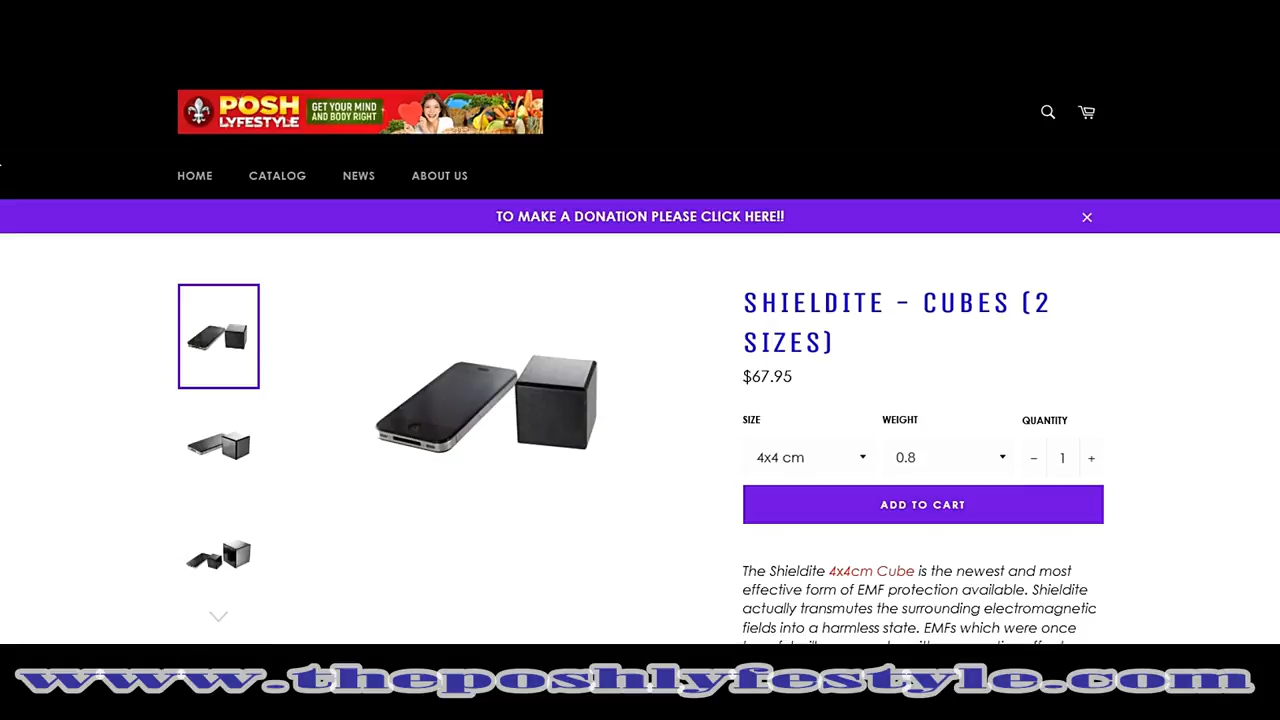 POSH
LYFESTYLE
GET YOUR MIND
AND BODY RIGHT
HOME CATALOG NEWS ABOUT US
TO MAKE A DONATION PLEASE CLICK HERE!!
SHIELDITE - CUBES (2
SIZES)
$67.95
SIZE WEIGHT QUANTITY
4x4 cm 0.8 − 1 +
ADD TO CART
The Shieldite 4x4cm Cube is the newest and most
effective form of EMF protection available. Shieldite
actually transmutes the surrounding electromagnetic
fields into a harmless state. EMFs which were once
www.theposhlyfestyle.com